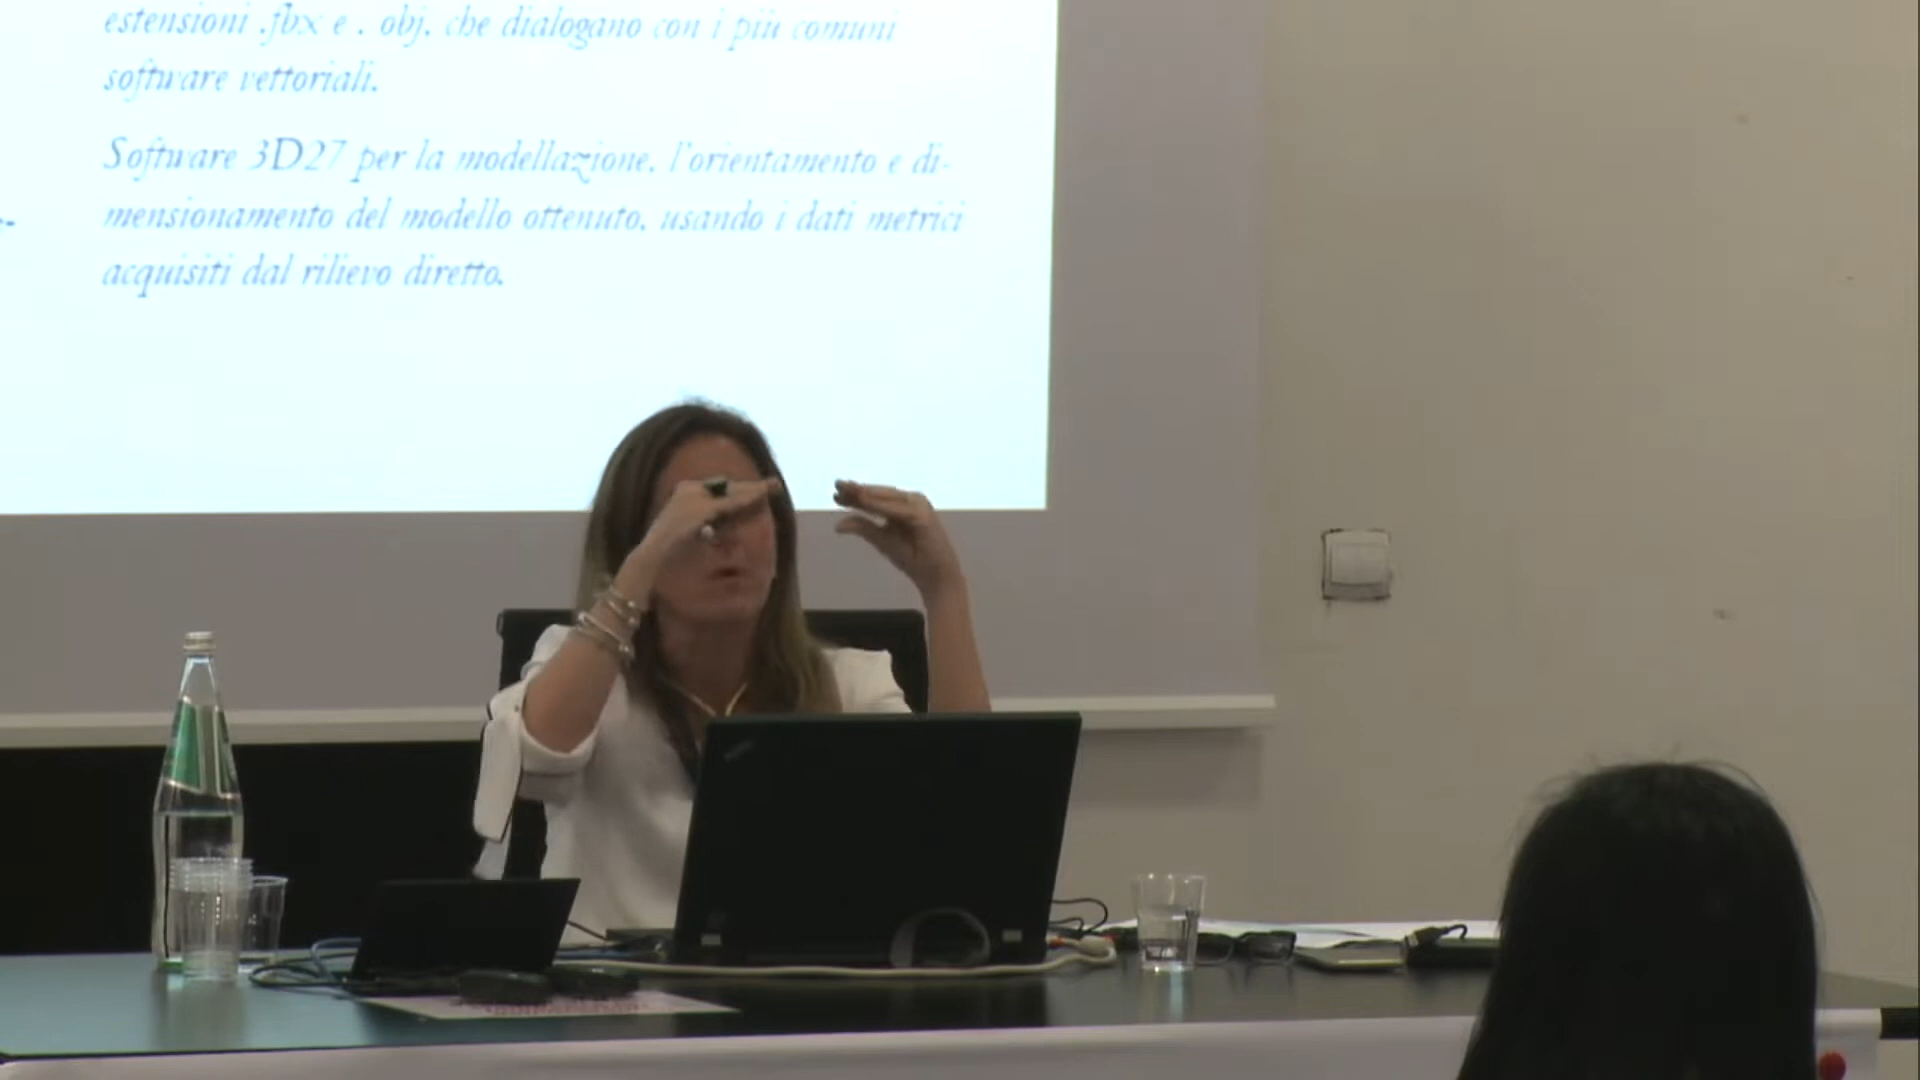 estensioni .fbx e . obj. che dialogano con i più comuni
software vettoriali.
Software 3D27 per la modellazione, l'orientamento e di-
mensionamento del modello ottenuto, usando i dati metrici
acquisiti dal rilievo diretto.